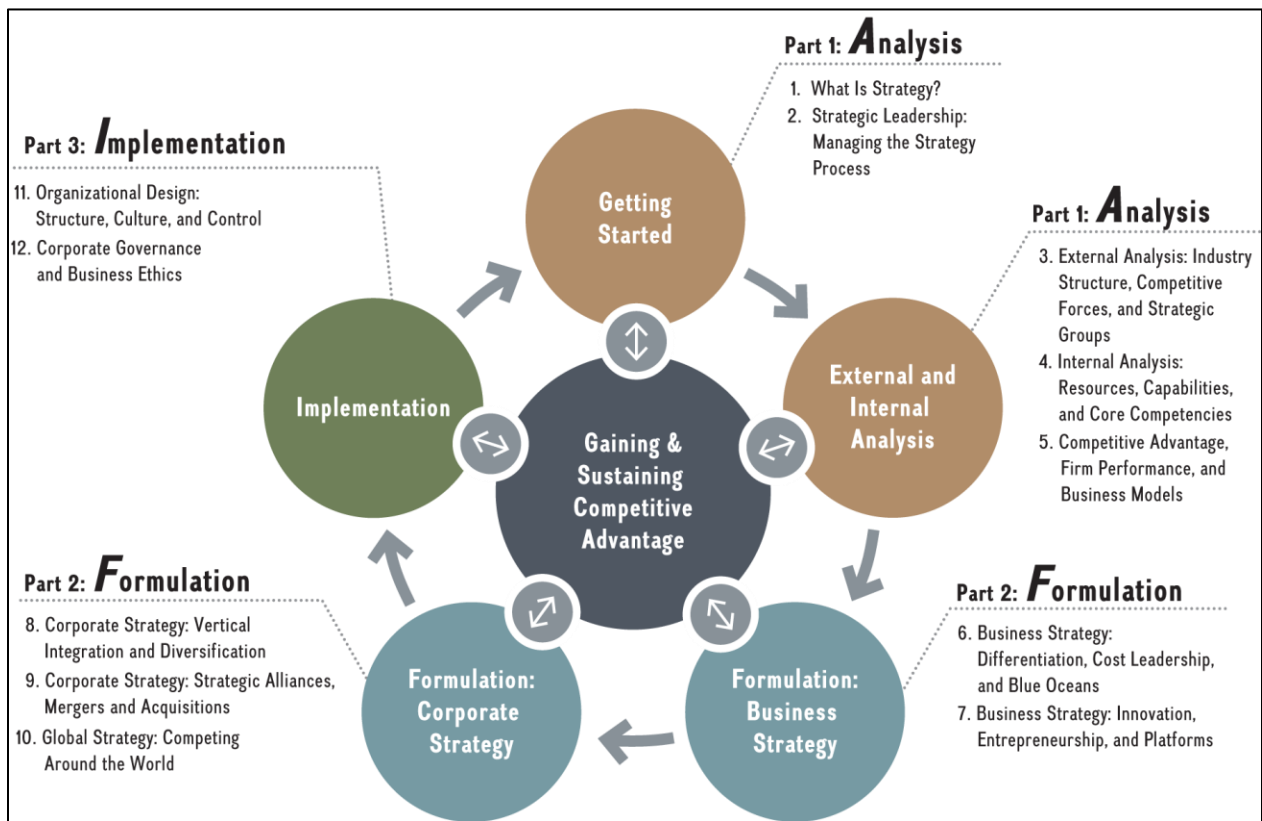 Part 1: Analysis
1. What Is Strategy?
2. Strategic Leadership:
Managing the Strategy
Process
Part 3: Implementation
11. Organizational Design:
Structure, Culture, and Control
12. Corporate Governance
and Business Ethics
Getting
Started
Part 1: Analysis
3. External Analysis: Industry
Structure, Competitive
Forces, and Strategic
Groups
4. Internal Analysis:
Resources, Capabilities,
and Core Competencies
5. Competitive Advantage,
Firm Performance, and
Business Models
External and
Internal
Analysis
Implementation
Gaining &
Sustaining
Competitive
Advantage
Part 2: Formulation
8. Corporate Strategy: Vertical
Integration and Diversification
9. Corporate Strategy: Strategic Alliances,
Mergers and Acquisitions
10. Global Strategy: Competing
Around the World
Formulation:
Corporate
Strategy
Formulation:
Business
Strategy
Part 2: Formulation
6. Business Strategy:
Differentiation, Cost Leadership,
and Blue Oceans
7. Business Strategy: Innovation,
Entrepreneurship, and Platforms